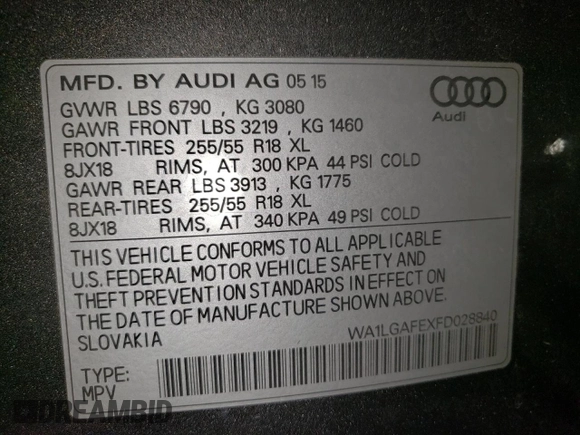 MFD. BY AUDI AG 05 15
GVWR LBS 6790 , KG 3080
GAWR FRONT LBS 3219 , KG 1460
FRONT-TIRES 255/55 R18 XL
8JX18 RIMS, AT 300 KPA 44 PSI COLD
GAWR REAR LBS 3913 , KG 1775
REAR-TIRES 255/55 R18 XL
8JX18 RIMS, AT 340 KPA 49 PSI COLD
Audi
THIS VEHICLE CONFORMS TO ALL APPLICABLE
U.S. FEDERAL MOTOR VEHICLE SAFETY AND
THEFT PREVENTION STANDARDS IN EFFECT ON
THE DATE OF MANUFACTURE SHOWN ABOVE.
SLOVAKIA
WA1LGAFEXFD028840
TYPE:
MPV
DREAMBID